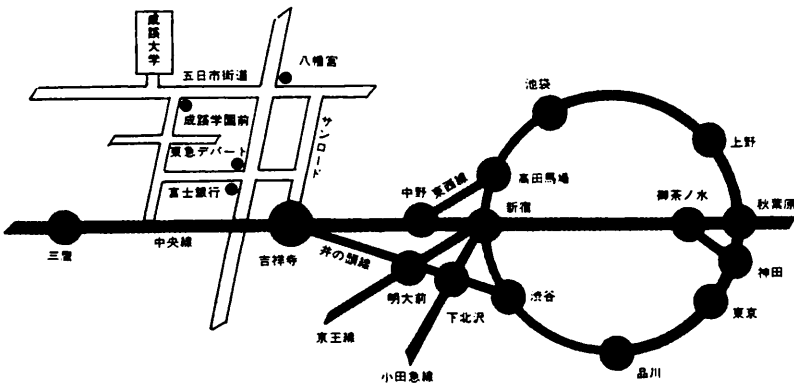 成蹊大学
五日市街道
八幡宮
成蹊学園前
サンロード
東急デパート
富士銀行
三鷹
中央線
吉祥寺
井の頭線
中野
東西線
高田馬場
池袋
上野
新宿
御茶ノ水
秋葉原
神田
東京
品川
渋谷
下北沢
明大前
京王線
小田急線